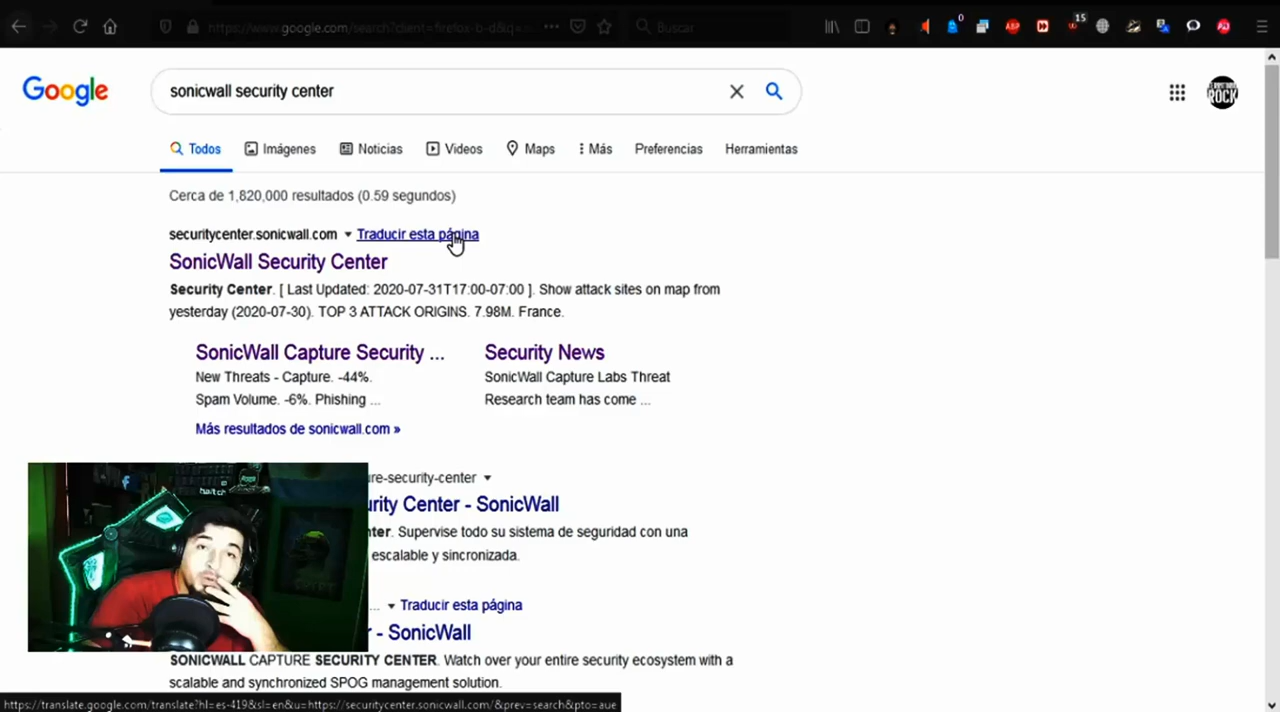 https://www.google.com/search?client=firefox-b-d&q=
Buscar
0
15
ABP
Google
sonicwall security center
ROCK
Todos
Imágenes
Noticias
Videos
Maps
Más
Preferencias
Herramientas
Cerca de 1,820,000 resultados (0.59 segundos)
securitycenter.sonicwall.com
Traducir esta página
SonicWall Security Center
Security Center. [ Last Updated: 2020-07-31T17:00-07:00 ]. Show attack sites on map from
yesterday (2020-07-30). TOP 3 ATTACK ORIGINS. 7.98M. France.
SonicWall Capture Security ...
New Threats - Capture. -44%.
Spam Volume. -6%. Phishing ...
Security News
SonicWall Capture Labs Threat
Research team has come ...
Más resultados de sonicwall.com »
re-security-center
urity Center - SonicWall
nter. Supervise todo su sistema de seguridad con una
escalable y sincronizada.
twitch
... Traducir esta página
- SonicWall
SONICWALL CAPTURE SECURITY CENTER. Watch over your entire security ecosystem with a
scalable and synchronized SPOG management solution.
https://translate.google.com/translate?hl=es-419&sl=en&u=https://securitycenter.sonicwall.com/&prev=search&pto=aue